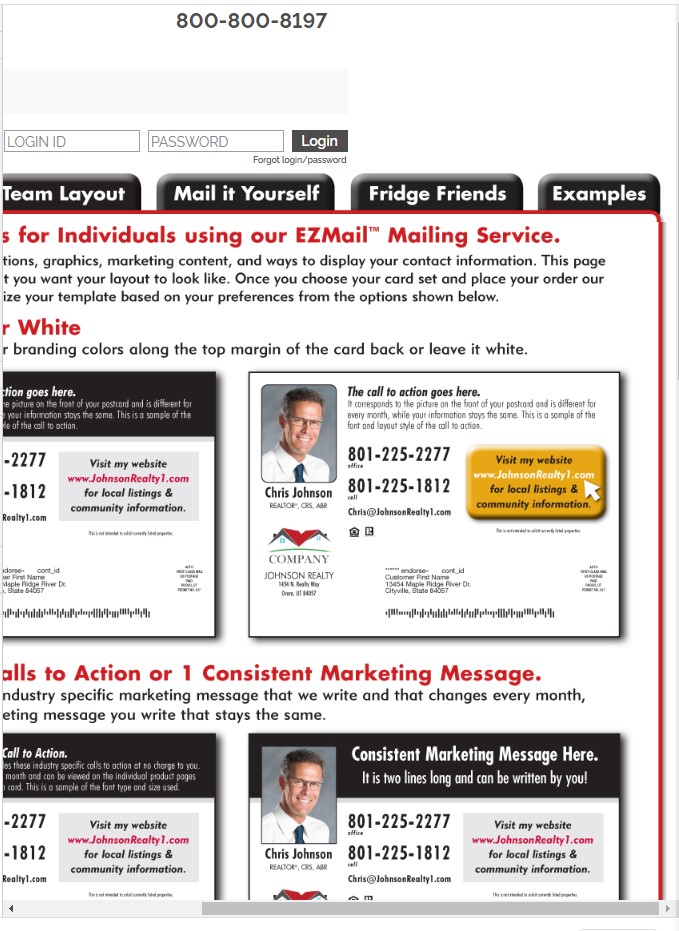 800-800-8197
LOGIN ID
PASSWORD
Login
Forgot login/password
Team Layout
Mail it Yourself
Fridge Friends
Examples
s for Individuals using our EZMail™ Mailing Service.
tions, graphics, marketing content, and ways to display your contact information. This page
t you want your layout to look like. Once you choose your card set and place your order our
ize your template based on your preferences from the options shown below.
r White
r branding colors along the top margin of the card back or leave it white.
ction goes here.
he picture on the front of your postcard and is different for
e your information stays the same. This is a sample of the
le of the call to action.
-2277
-1812
Realty1.com
Visit my website
www.JohnsonRealty1.com
for local listings &
community information.
This is not intended to solicit currently listed properties.
endorse- cont_id
er First Name
Maple Ridge River Dr.
, State 84057
The call to action goes here.
It corresponds to the picture on the front of your postcard and is different for
every month, while your information stays the same. This is a sample of the
font and layout style of the call to action.
801-225-2277
office
801-225-1812
cell
Chris@JohnsonRealty1.com
Visit my website
www.JohnsonRealty1.com
for local listings &
community information.
This is not intended to solicit currently listed properties.
Chris Johnson
REALTOR®, CRS, ABR
COMPANY
JOHNSON REALTY
1454 N. Realty Way
Orem, UT 84057
****** endorse- cont_id
Customer First Name
13454 Maple Ridge River Dr.
Cityville, State 84057
alls to Action or 1 Consistent Marketing Message.
industry specific marketing message that we write and that changes every month,
eting message you write that stays the same.
Call to Action.
des these industry specific calls to action at no charge to you.
month and can be viewed on the individual product pages
card. This is a sample of the font type and size used.
-2277
-1812
Realty1.com
Visit my website
www.JohnsonRealty1.com
for local listings &
community information.
This is not intended to solicit currently listed properties.
Consistent Marketing Message Here.
It is two lines long and can be written by you!
801-225-2277
office
801-225-1812
cell
Chris@JohnsonRealty1.com
Visit my website
www.JohnsonRealty1.com
for local listings &
community information.
This is not intended to solicit currently listed properties.
Chris Johnson
REALTOR®, CRS, ABR